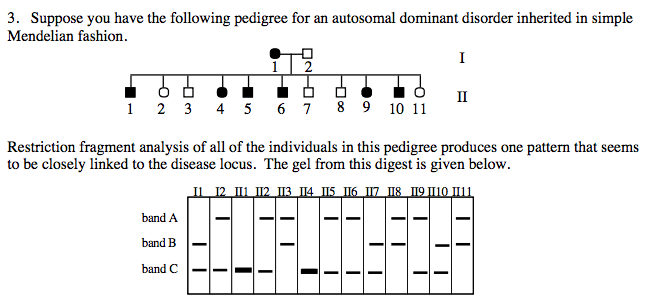 3. Suppose you have the following pedigree for an autosomal dominant disorder inherited in simple
Mendelian fashion.
I
1 2
II
1 2 3 4 5 6 7 8 9 10 11
Restriction fragment analysis of all of the individuals in this pedigree produces one pattern that seems
to be closely linked to the disease locus. The gel from this digest is given below.
I1 I2 II1 II2 II3 II4 II5 II6 II7 II8 II9 II10 II11
band A
band B
band C